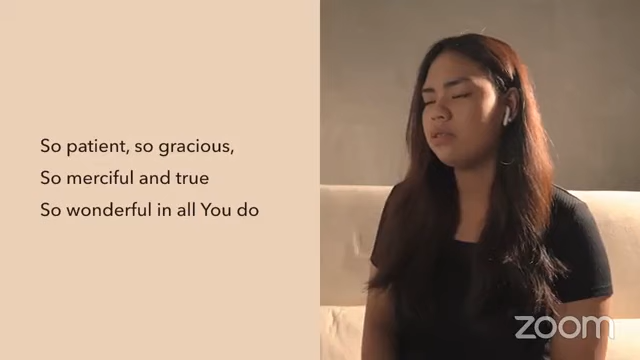 So patient, so gracious,
So merciful and true
So wonderful in all You do
zoom